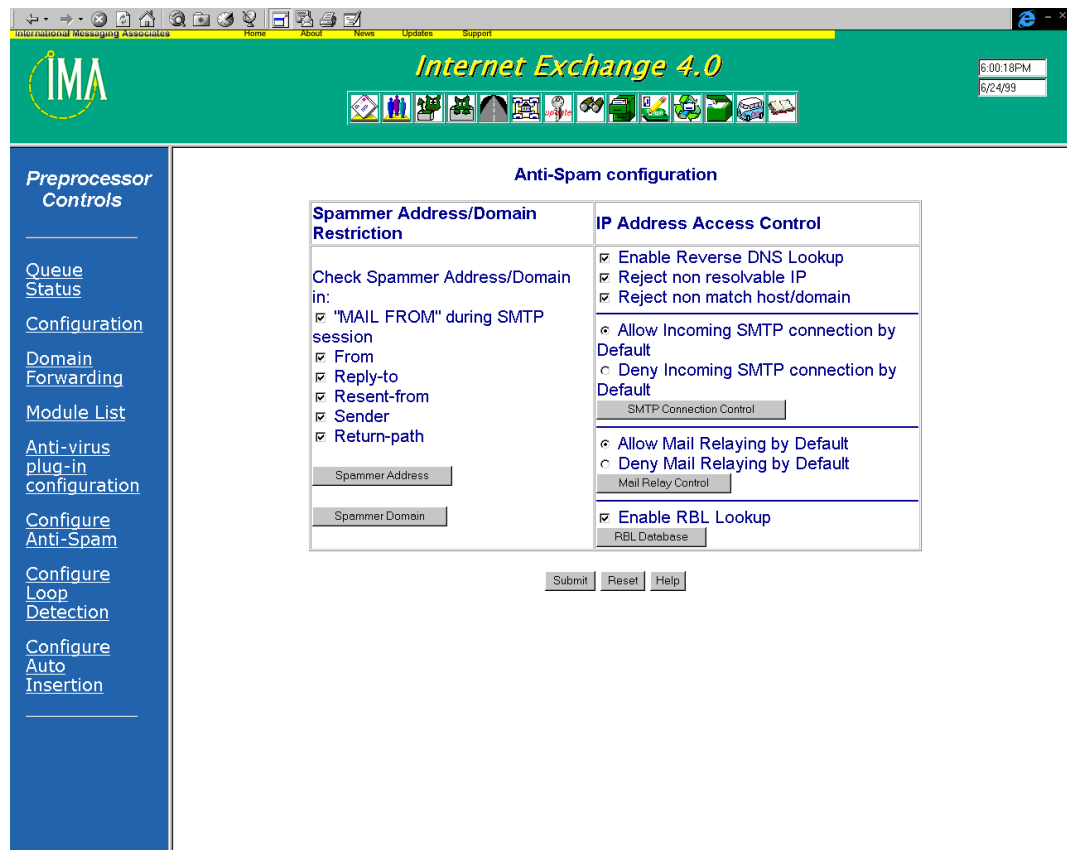 International Messaging Associates
Home About News Updates Support
IMA
Internet Exchange 4.0
6:00:18PM
6/24/99
update
Preprocessor
Controls
Queue
Status
Configuration
Domain
Forwarding
Module List
Anti-virus
plug-in
configuration
Configure
Anti-Spam
Configure
Loop
Detection
Configure
Auto
Insertion
Anti-Spam configuration
Spammer Address/Domain
Restriction
Check Spammer Address/Domain
in:
"MAIL FROM" during SMTP
session
From
Reply-to
Resent-from
Sender
Return-path
Spammer Address
Spammer Domain
IP Address Access Control
Enable Reverse DNS Lookup
Reject non resolvable IP
Reject non match host/domain
Allow Incoming SMTP connection by
Default
Deny Incoming SMTP connection by
Default
SMTP Connection Control
Allow Mail Relaying by Default
Deny Mail Relaying by Default
Mail Relay Control
Enable RBL Lookup
RBL Database
Submit Reset Help